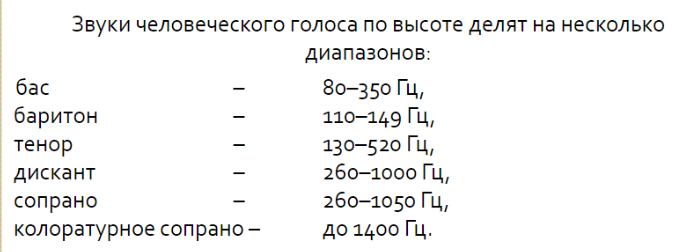 Звуки человеческого голоса по высоте делят на несколько
диапазонов:
бас – 80–350 Гц,
баритон – 110–149 Гц,
тенор – 130–520 Гц,
дискант – 260–1000 Гц,
сопрано – 260–1050 Гц,
колоратурное сопрано – до 1400 Гц.